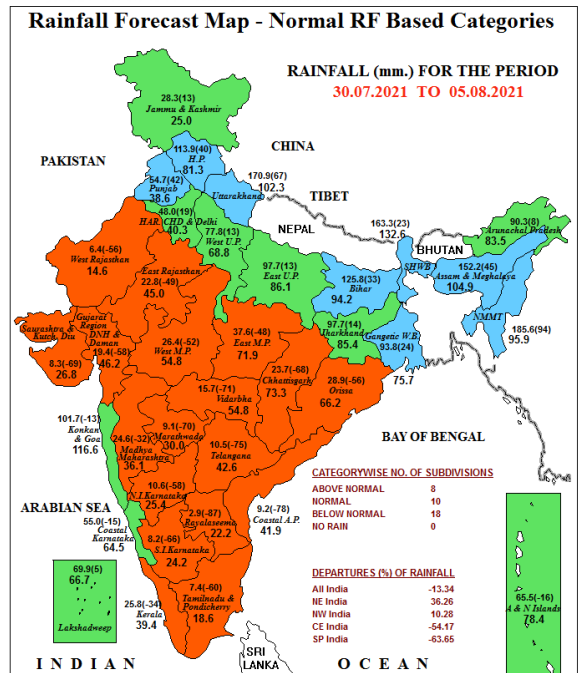 Rainfall Forecast Map - Normal RF Based Categories
RAINFALL (mm.) FOR THE PERIOD
30.07.2021 TO 05.08.2021
28.3(13)
Jammu & Kashmir
25.0
CHINA
113.9(40)
H.P.
81.3
PAKISTAN
54.7(42)
Punjab
38.6
170.9(67)
102.3
Uttarakhand
TIBET
48.0(19)
HAR. CHD & Delhi
40.3
77.8(13)
West U.P.
68.8
NEPAL
163.3(23)
132.6
90.3(8)
Arunachal Pradesh
83.5
BHUTAN
6.4(-56)
West Rajasthan
14.6
East Rajasthan
22.8(-49)
45.0
97.7(13)
East U.P.
86.1
125.8(33)
Bihar
94.2
SHWB
152.2(45)
Assam & Meghalaya
104.9
NMMT
185.6(94)
95.9
Gujarat
Region
DNH &
Daman
19.4(-58)
46.2
Saurashtra &
Kutch, Diu
8.3(-69)
26.8
26.4(-52)
West M.P.
54.8
37.6(-48)
East M.P.
71.9
97.7(14)
Jharkhand
85.4
Gangetic W.B.
93.8(24)
75.7
23.7(-68)
Chhattisgarh
73.3
28.9(-56)
Orissa
66.2
15.7(-71)
Vidarbha
54.8
101.7(-13)
Konkan
& Goa
116.6
24.6(-32)
Madhya
Maharashtra
36.1
9.1(-70)
Marathwada
30.0
10.5(-75)
Telangana
42.6
BAY OF BENGAL
ARABIAN SEA
10.6(-58)
N.I.Karnataka
25.4
2.9(-87)
Rayalaseema
22.2
9.2(-78)
Coastal A.P.
41.9
55.0(-15)
Coastal
Karnataka
64.5
8.2(-66)
S.I.Karnataka
24.2
7.4(-60)
Tamilnadu &
Pondicherry
18.6
25.8(-34)
Kerala
39.4
69.9(5)
66.7
Lakshadweep
65.5(-16)
A & N Islands
78.4
CATEGORYWISE NO. OF SUBDIVISIONS
ABOVE NORMAL 8
NORMAL 10
BELOW NORMAL 18
NO RAIN 0
DEPARTURES (%) OF RAINFALL
All India -13.34
NE India 36.26
NW India 10.28
CE India -54.17
SP India -63.65
SRI
LANKA
INDIAN OCEAN